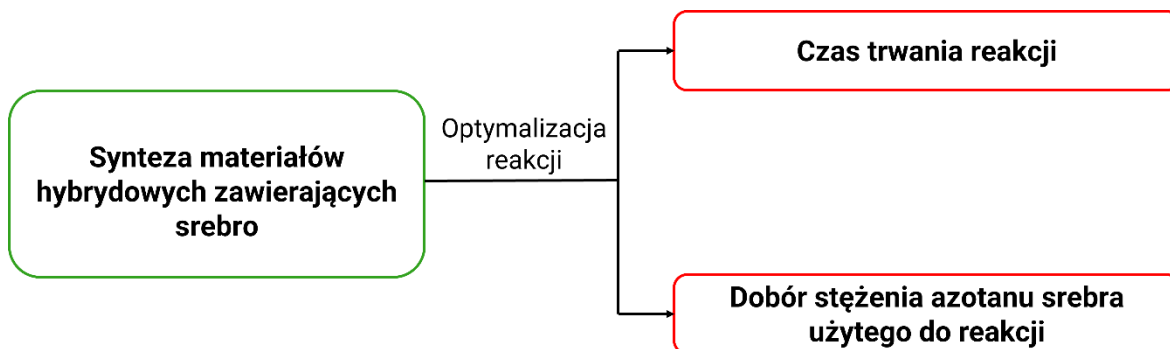 Czas trwania reakcji
Optymalizacja
reakcji
Synteza materiałów
hybrydowych zawierających
srebro
Dobór stężenia azotanu srebra
użytego do reakcji